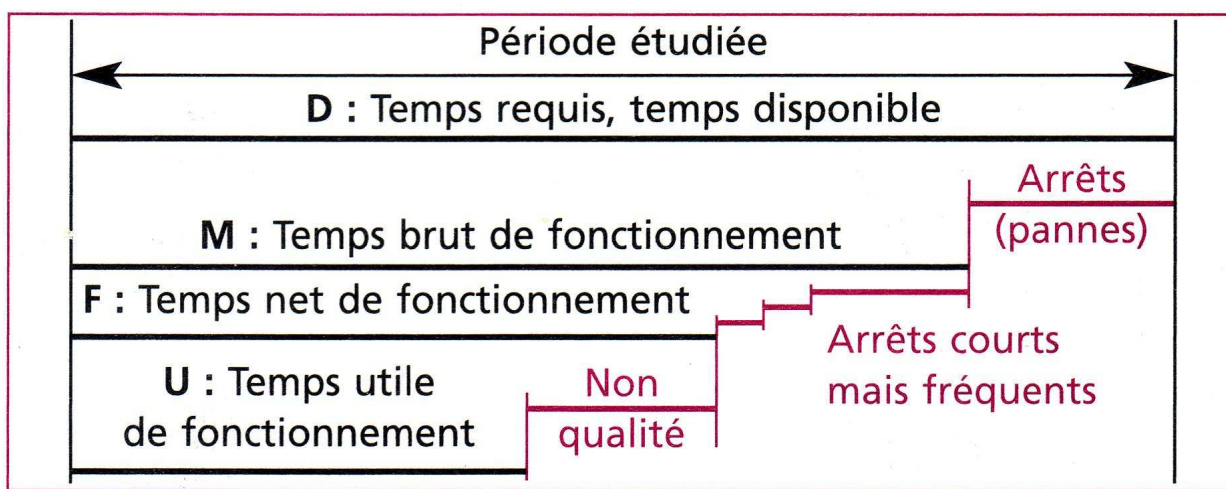 Période étudiée
D : Temps requis, temps disponible
Arrêts
(pannes)
M : Temps brut de fonctionnement
F : Temps net de fonctionnement
Arrêts courts
mais fréquents
U : Temps utile
de fonctionnement
Non
qualité